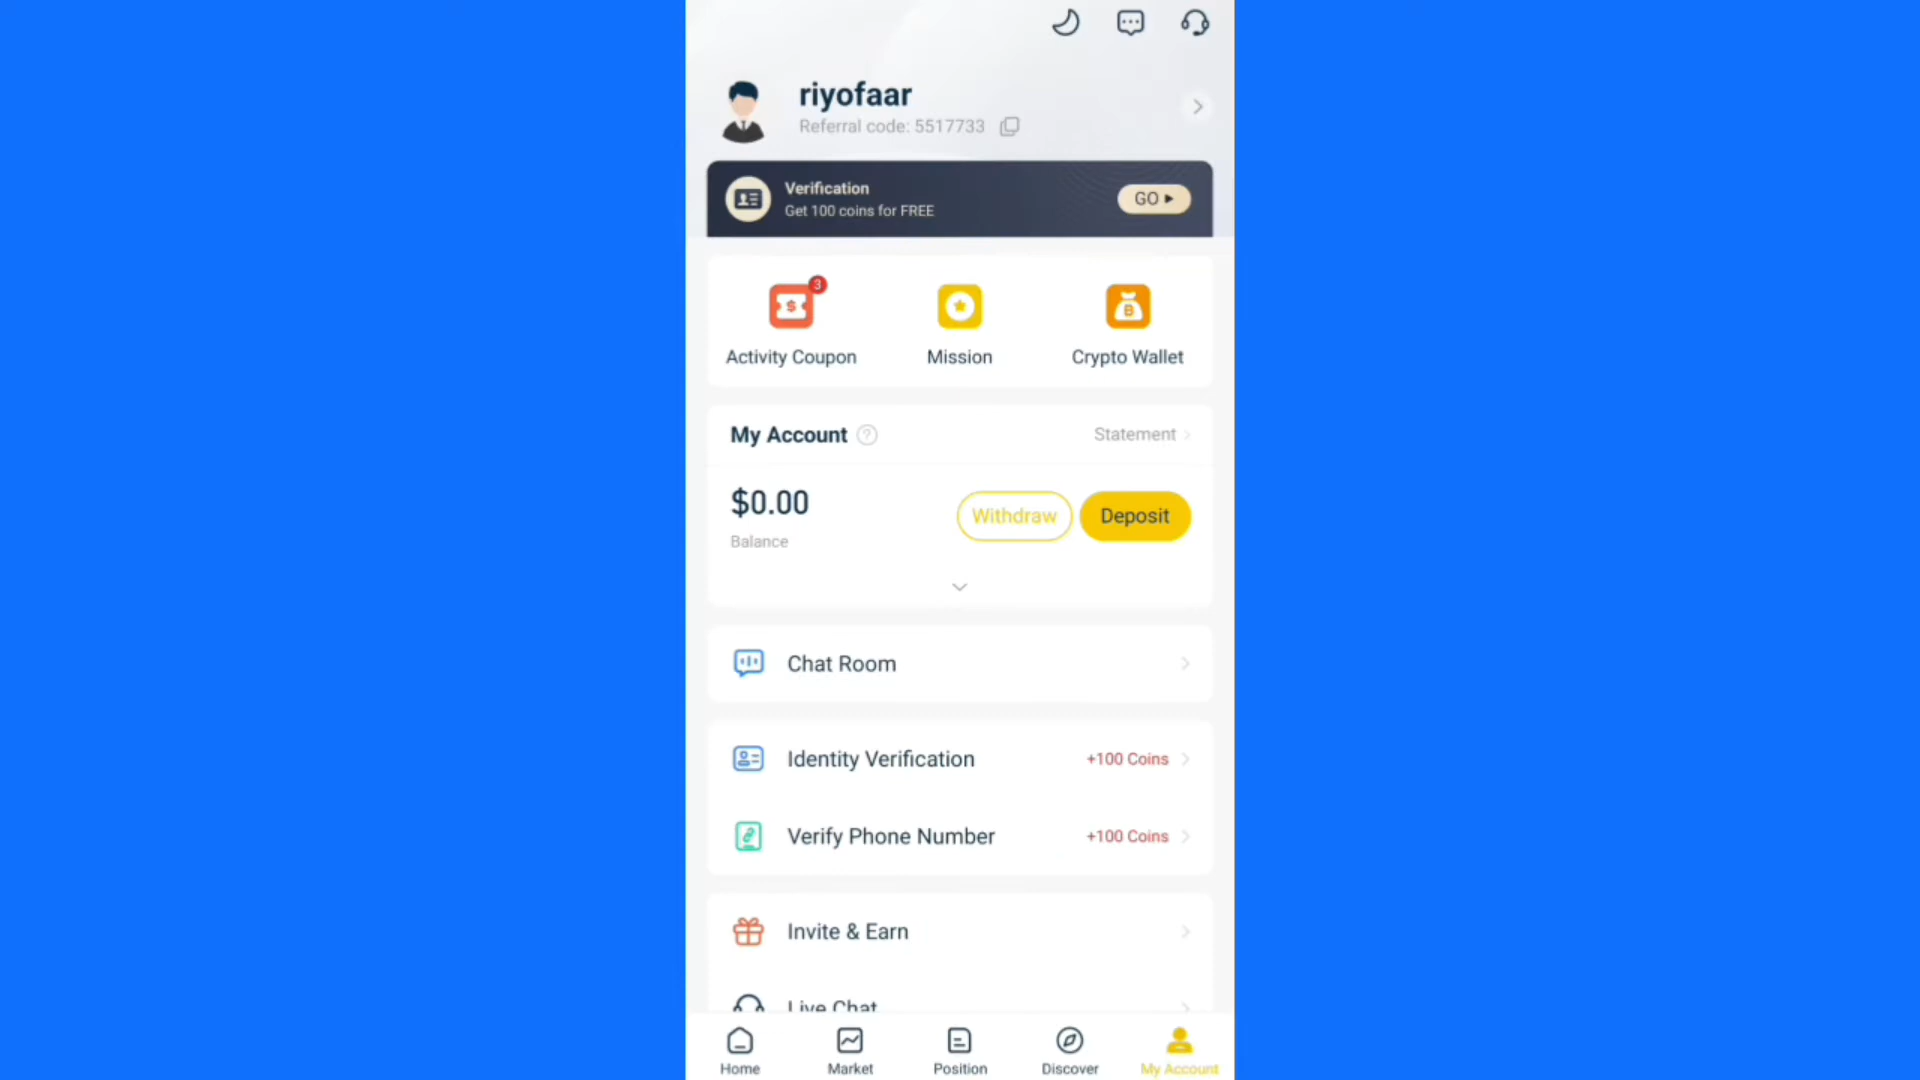 riyofaar
Referral code: 5517733
Verification
Get 100 coins for FREE
GO
3
Activity Coupon
Mission
Crypto Wallet
My Account
Statement
$0.00
Balance
Withdraw
Deposit
Chat Room
Identity Verification
+100 Coins
Verify Phone Number
+100 Coins
Invite & Earn
Live Chat
Home
Market
Position
Discover
My Account